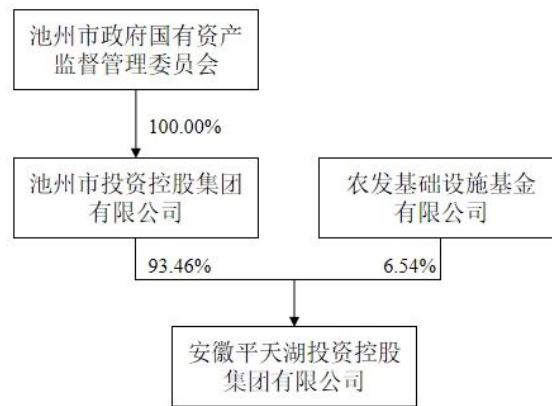 池州市政府国有资产
监督管理委员会
100.00%
池州市投资控股集团
有限公司
农发基础设施基金
有限公司
93.46%
6.54%
安徽平天湖投资控股
集团有限公司